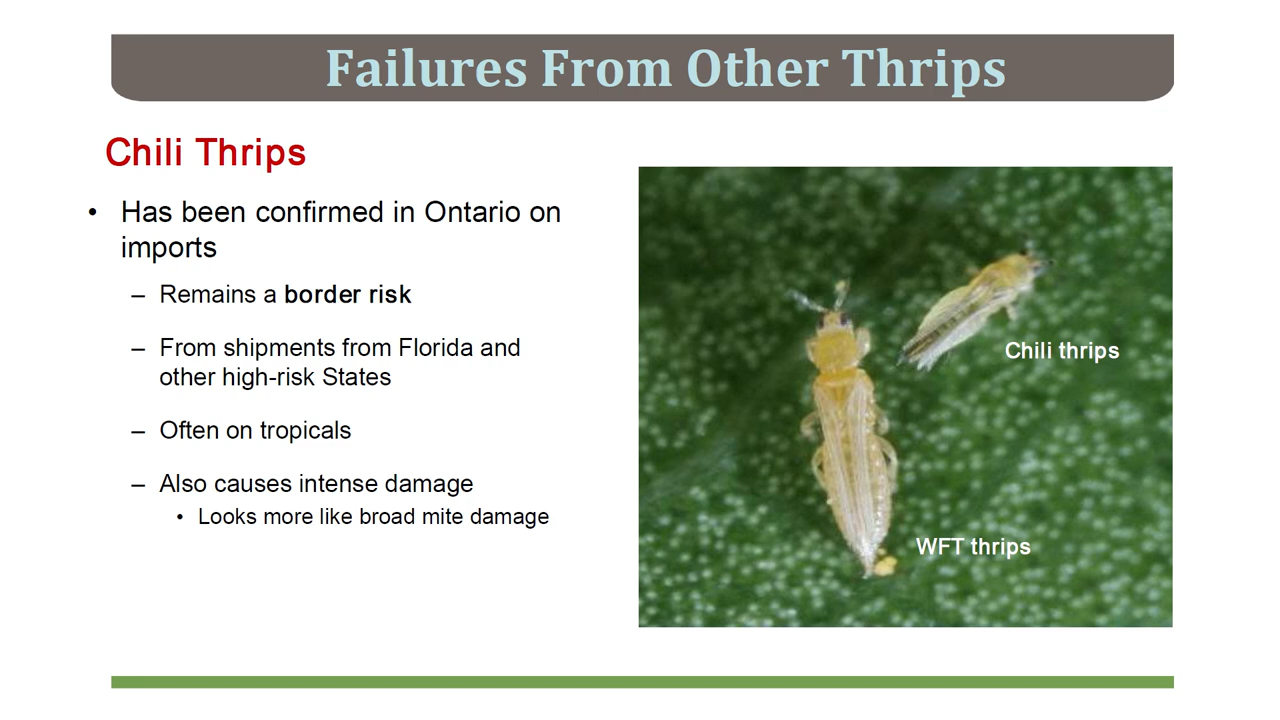 Failures From Other Thrips
Chili Thrips
• Has been confirmed in Ontario on
imports
– Remains a border risk
– From shipments from Florida and
other high-risk States
– Often on tropicals
– Also causes intense damage
• Looks more like broad mite damage
Chili thrips
WFT thrips